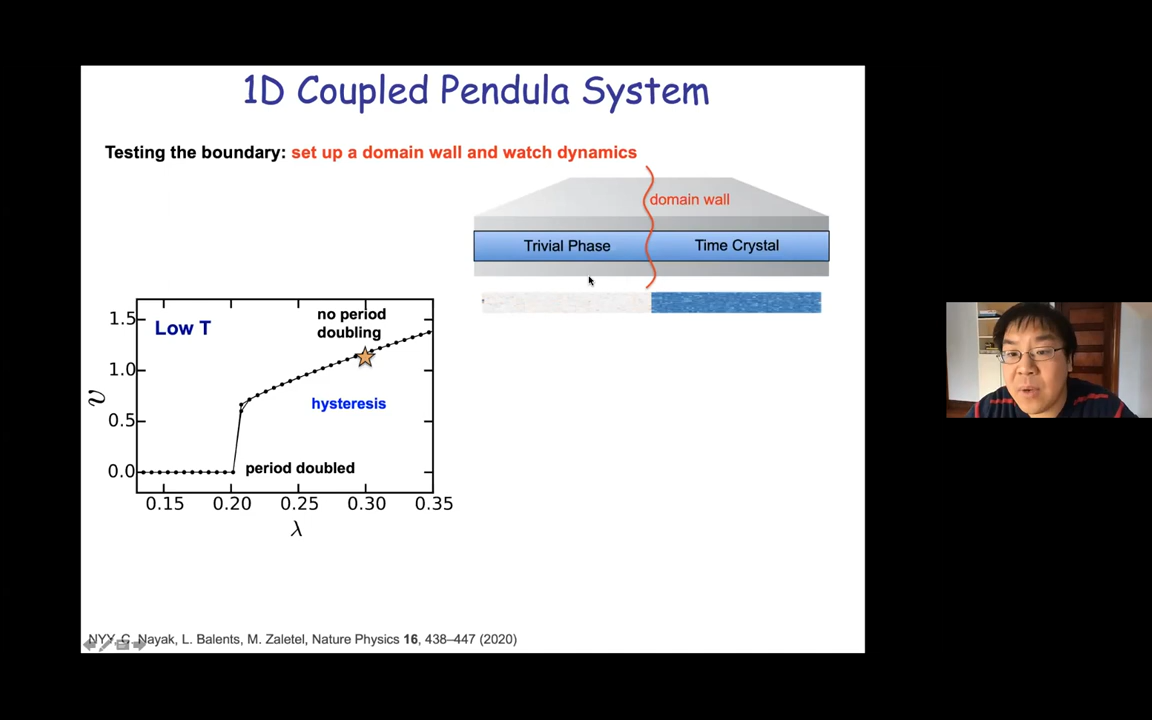 1D Coupled Pendula System
Testing the boundary: set up a domain wall and watch dynamics
domain wall
Trivial Phase
Time Crystal
Low T
no period
doubling
hysteresis
period doubled
1.5
1.0
0.5
0.0
v
0.15 0.20 0.25 0.30 0.35
λ
NYY, C. Nayak, L. Balents, M. Zaletel, Nature Physics 16, 438–447 (2020)